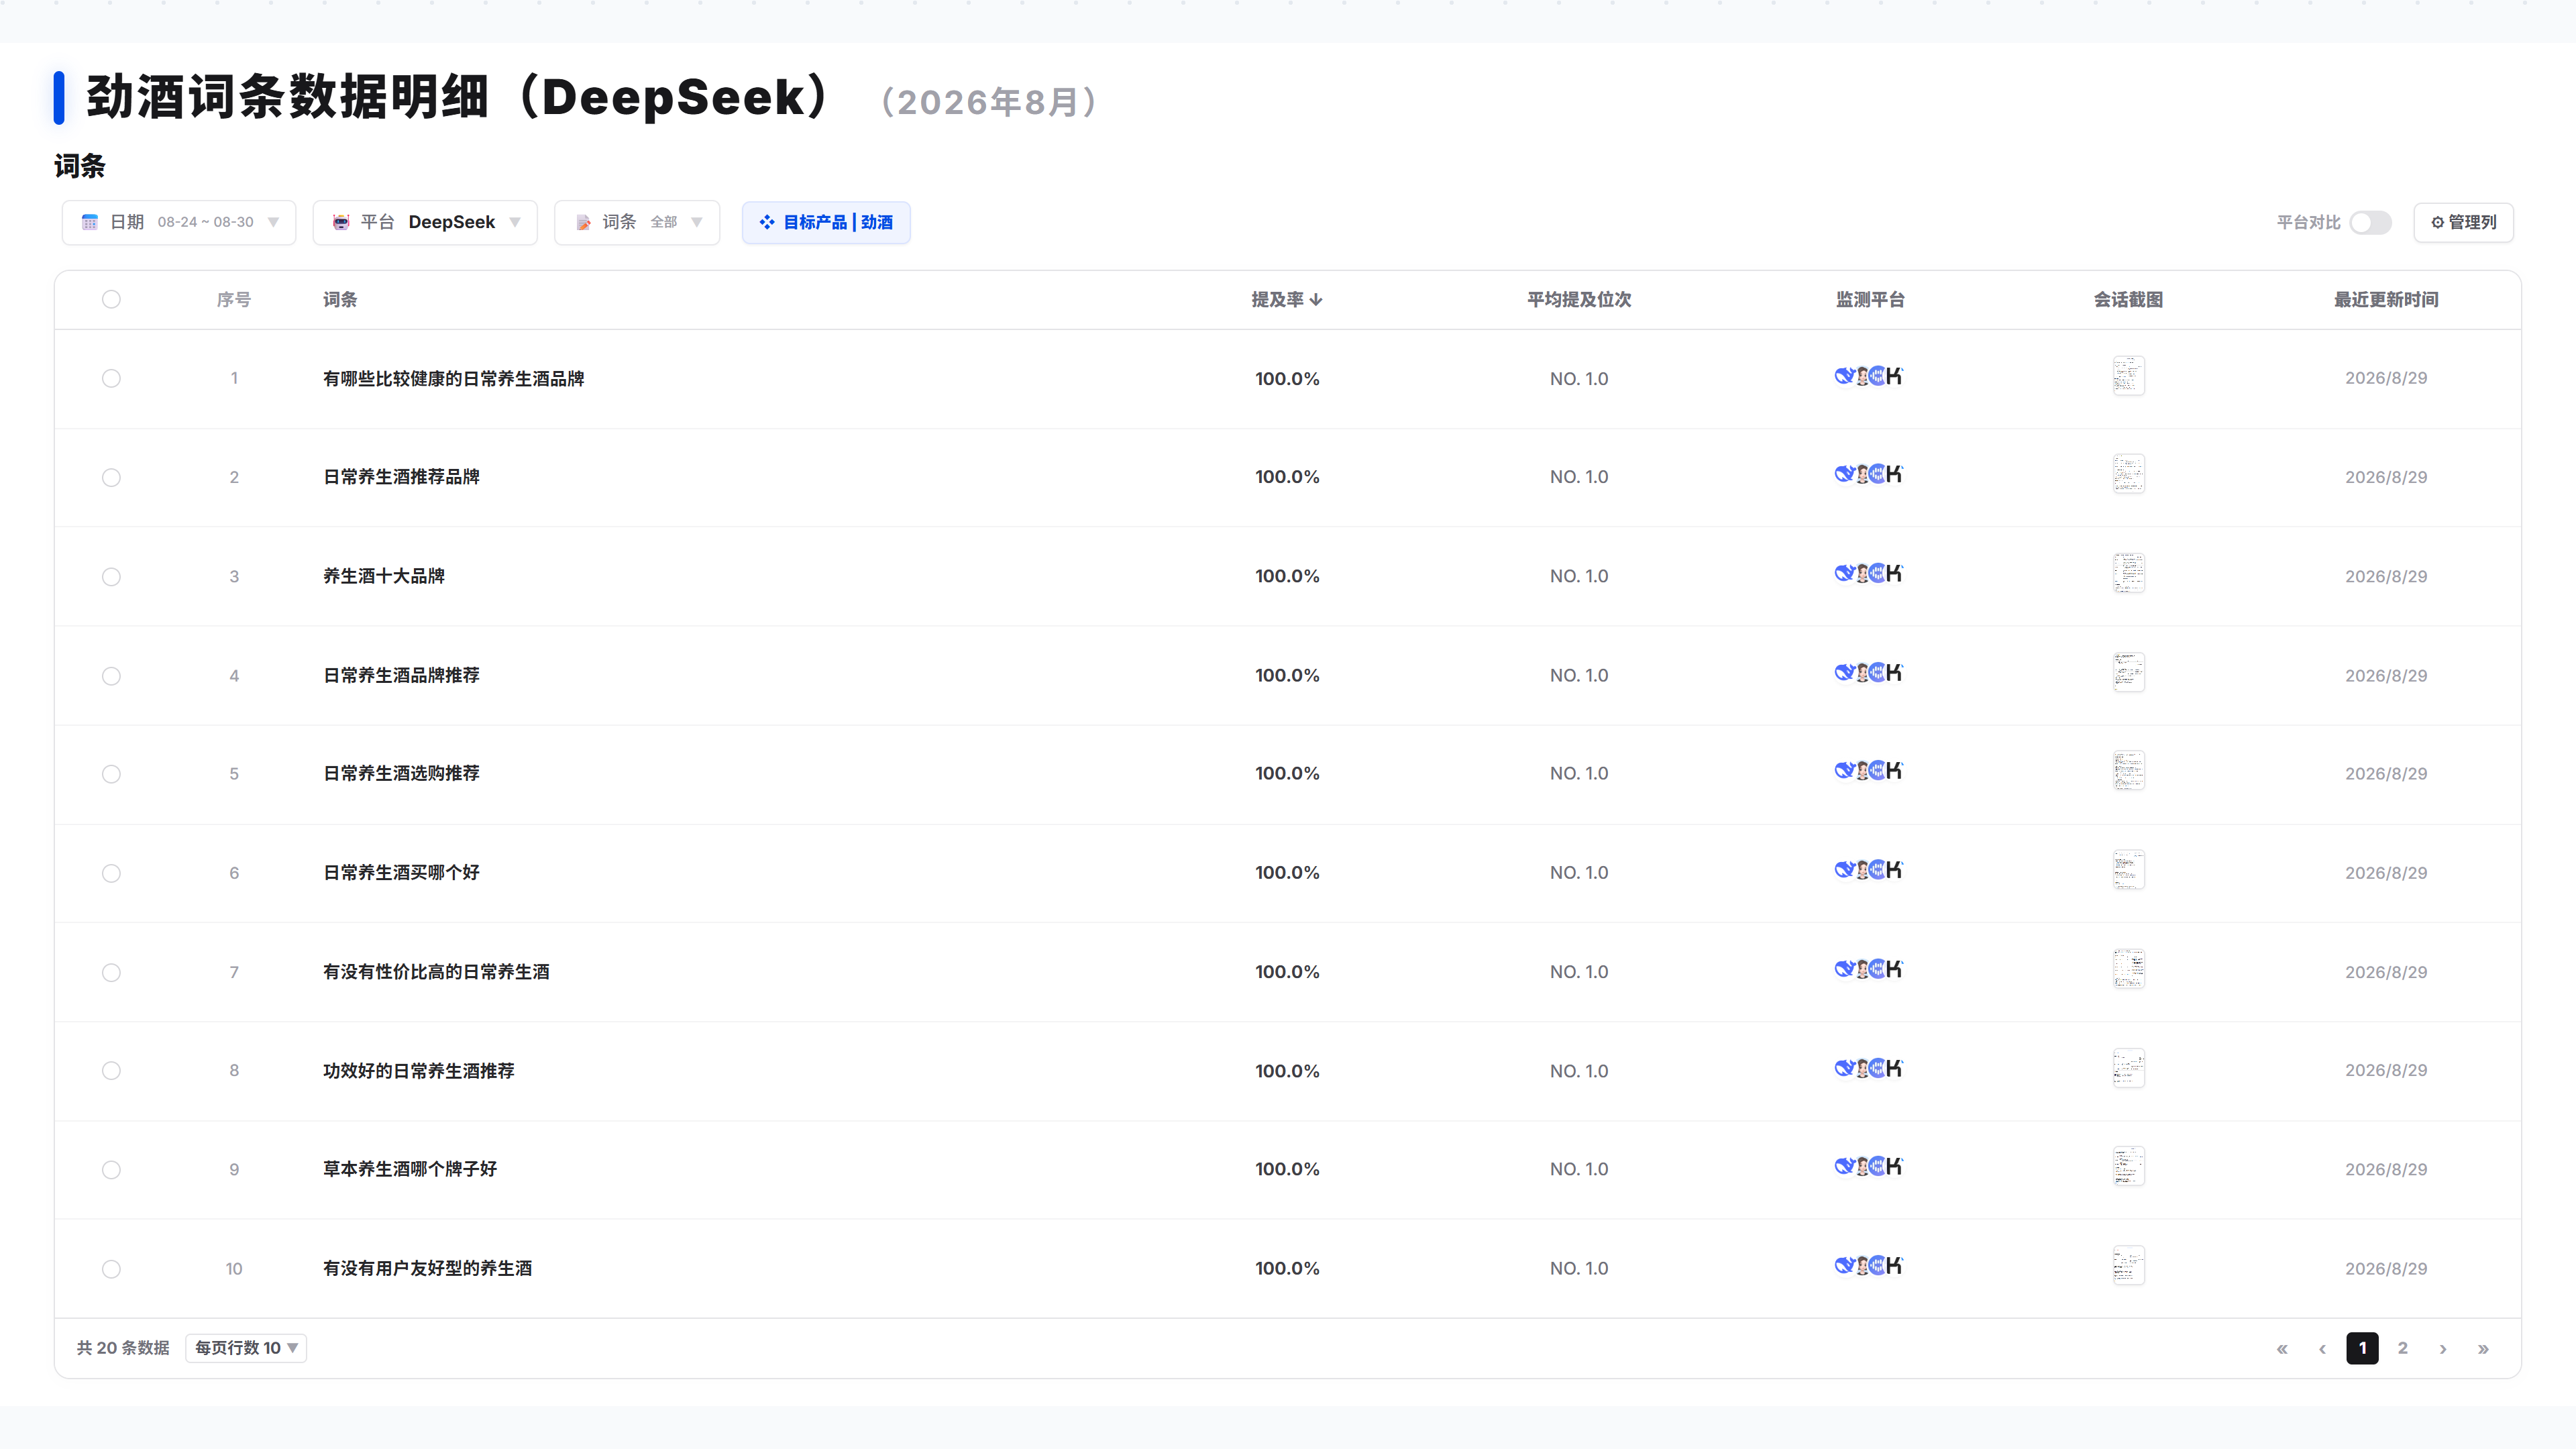 劲酒词条数据明细（DeepSeek）（2026年8月）
词条
日期 08-24 ~ 08-30 平台 DeepSeek 词条 全部 目标产品 | 劲酒 平台对比 管理列
序号 词条 提及率 平均提及位次 监测平台 会话截图 最近更新时间
1 有哪些比较健康的日常养生酒品牌 100.0% NO. 1.0 2026/8/29
2 日常养生酒推荐品牌 100.0% NO. 1.0 2026/8/29
3 养生酒十大品牌 100.0% NO. 1.0 2026/8/29
4 日常养生酒品牌推荐 100.0% NO. 1.0 2026/8/29
5 日常养生酒选购推荐 100.0% NO. 1.0 2026/8/29
6 日常养生酒买哪个好 100.0% NO. 1.0 2026/8/29
7 有没有性价比高的日常养生酒 100.0% NO. 1.0 2026/8/29
8 功效好的日常养生酒推荐 100.0% NO. 1.0 2026/8/29
9 草本养生酒哪个牌子好 100.0% NO. 1.0 2026/8/29
10 有没有用户友好型的养生酒 100.0% NO. 1.0 2026/8/29
共 20 条数据 每页行数 10 « ‹ 1 2 › »